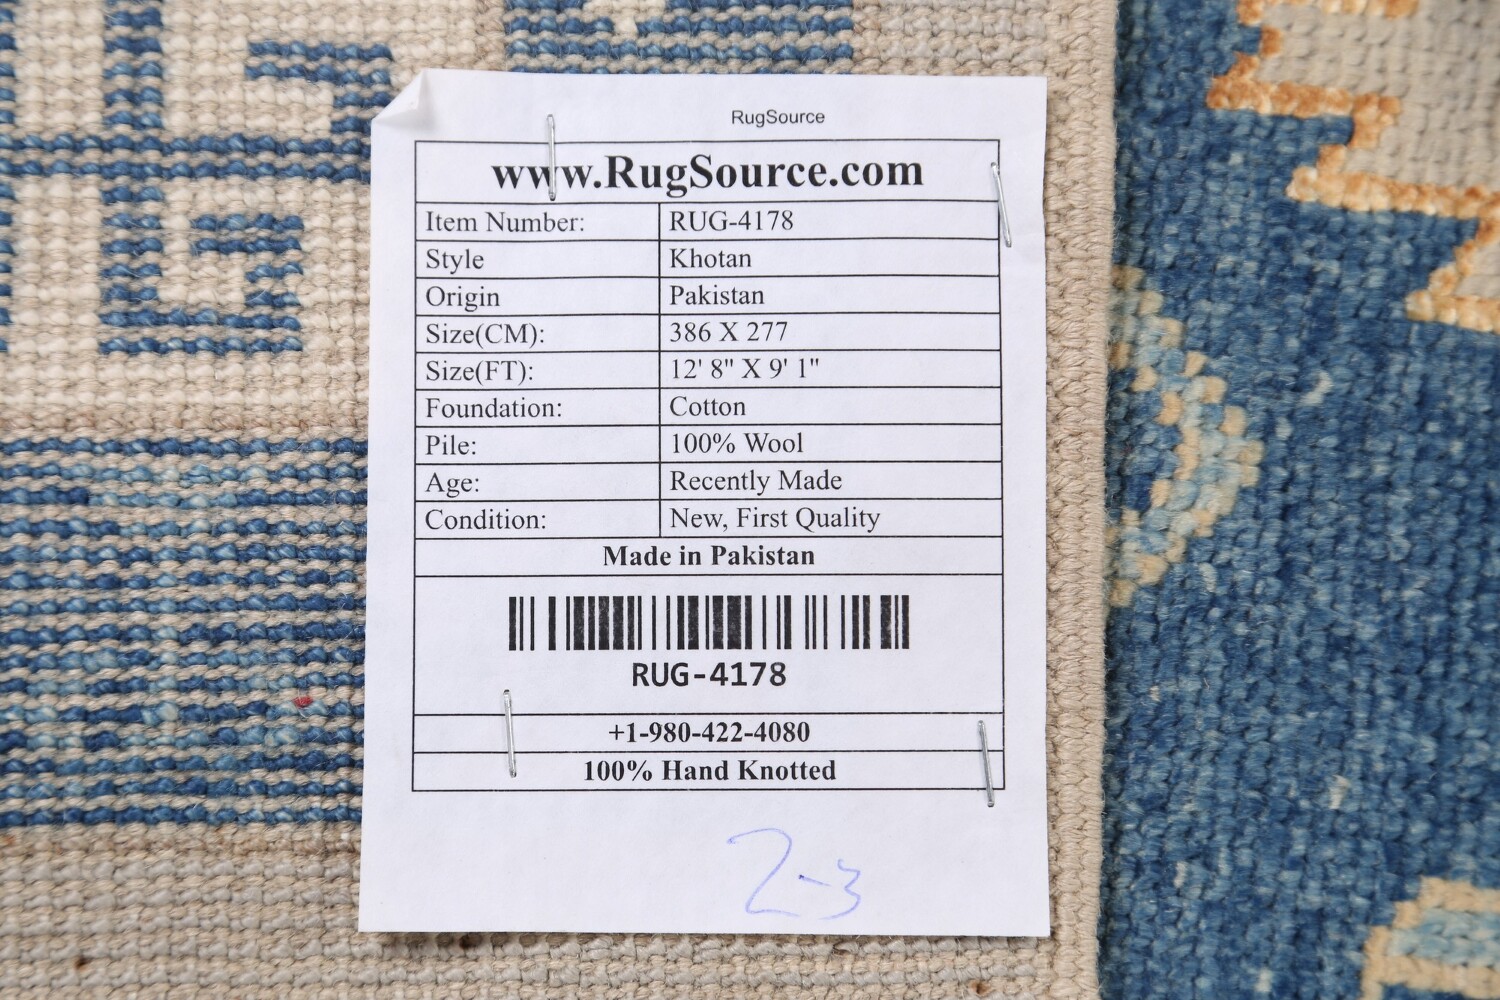 RugSource
www.RugSource.com
Item Number: RUG-4178
Style Khotan
Origin Pakistan
Size(CM): 386 X 277
Size(FT): 12' 8" X 9' 1"
Foundation: Cotton
Pile: 100% Wool
Age: Recently Made
Condition: New, First Quality
Made in Pakistan
RUG-4178
+1-980-422-4080
100% Hand Knotted
2-3